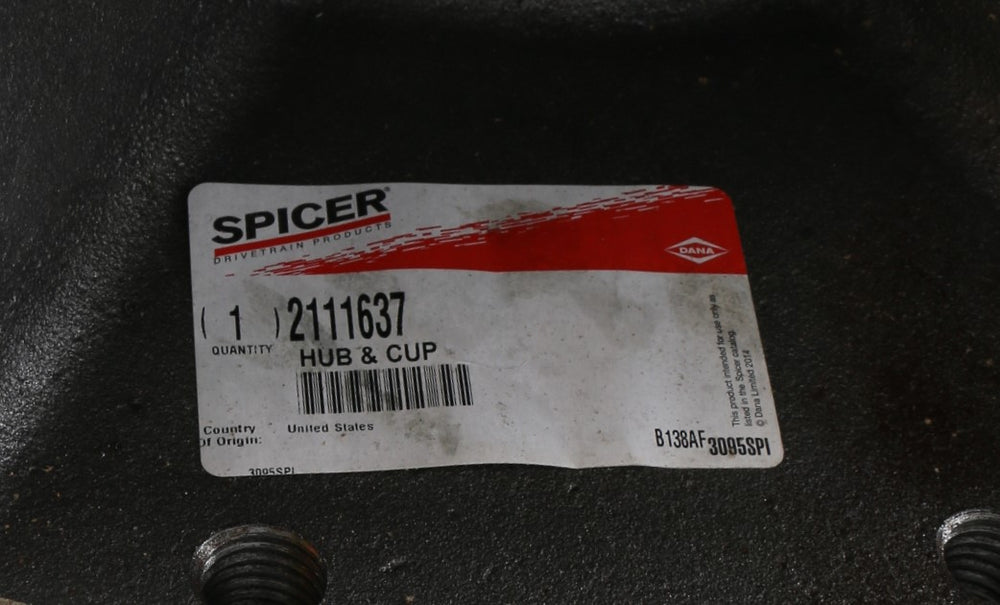 SPICER®
DRIVETRAIN PRODUCTS
DANA
( 1 ) 2111637
QUANTITY
HUB & CUP
Country
Of Origin:
United States
This product intended for use only as
listed in the Spicer catalog.
© Dana Limited 2014
B138AF 3095SPI
3095SPI